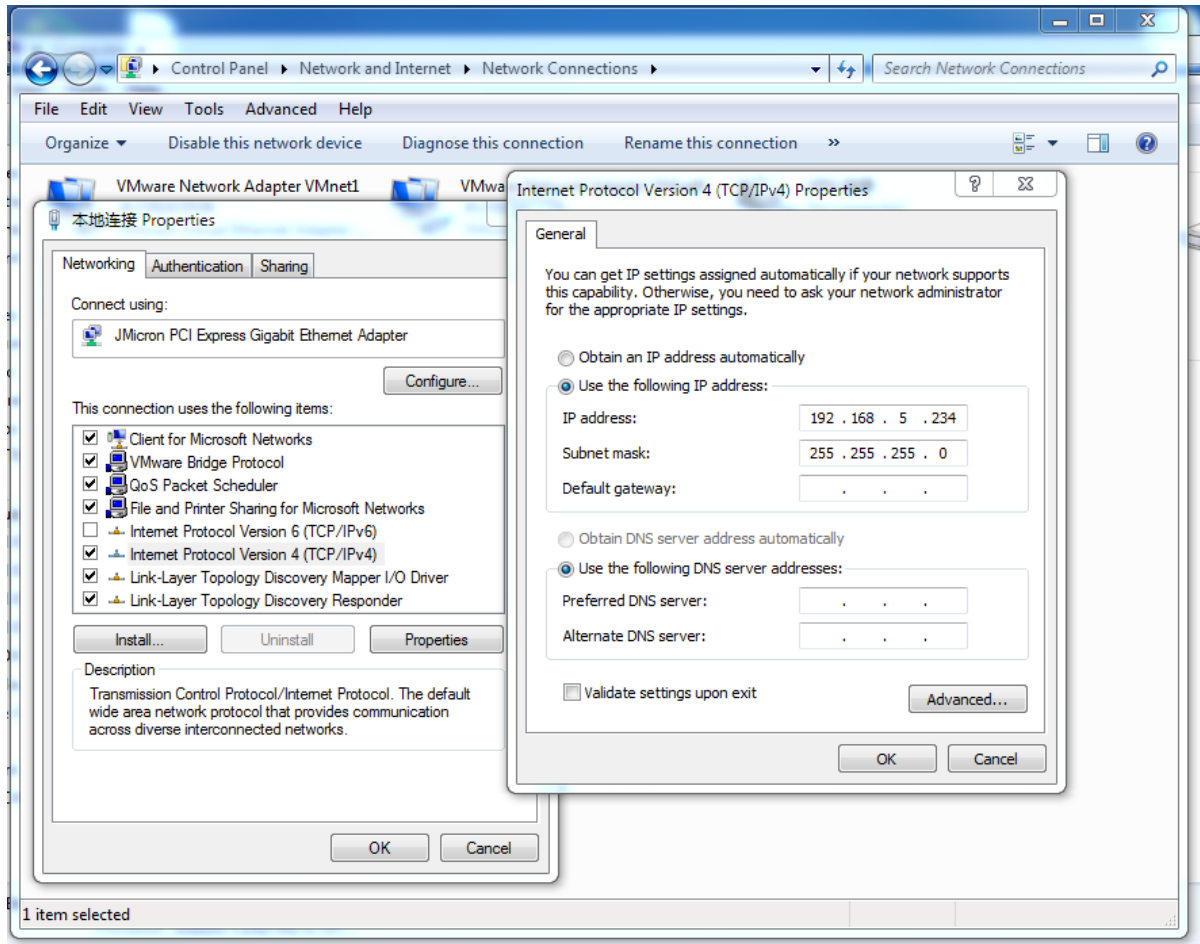 Control Panel Network and Internet Network Connections
Search Network Connections
File Edit View Tools Advanced Help
Organize Disable this network device Diagnose this connection Rename this connection »
VMware Network Adapter VMnet1
本地连接 Properties
Networking Authentication Sharing
Connect using:
JMicron PCI Express Gigabit Ethernet Adapter
Configure...
This connection uses the following items:
Client for Microsoft Networks
VMware Bridge Protocol
QoS Packet Scheduler
File and Printer Sharing for Microsoft Networks
Internet Protocol Version 6 (TCP/IPv6)
Internet Protocol Version 4 (TCP/IPv4)
Link-Layer Topology Discovery Mapper I/O Driver
Link-Layer Topology Discovery Responder
Install... Uninstall Properties
Description
Transmission Control Protocol/Internet Protocol. The default
wide area network protocol that provides communication
across diverse interconnected networks.
OK Cancel
Internet Protocol Version 4 (TCP/IPv4) Properties
General
You can get IP settings assigned automatically if your network supports
this capability. Otherwise, you need to ask your network administrator
for the appropriate IP settings.
Obtain an IP address automatically
Use the following IP address:
IP address: 192 . 168 . 5 . 234
Subnet mask: 255 . 255 . 255 . 0
Default gateway: . . .
Obtain DNS server address automatically
Use the following DNS server addresses:
Preferred DNS server: . . .
Alternate DNS server: . . .
Validate settings upon exit
Advanced...
OK Cancel
1 item selected